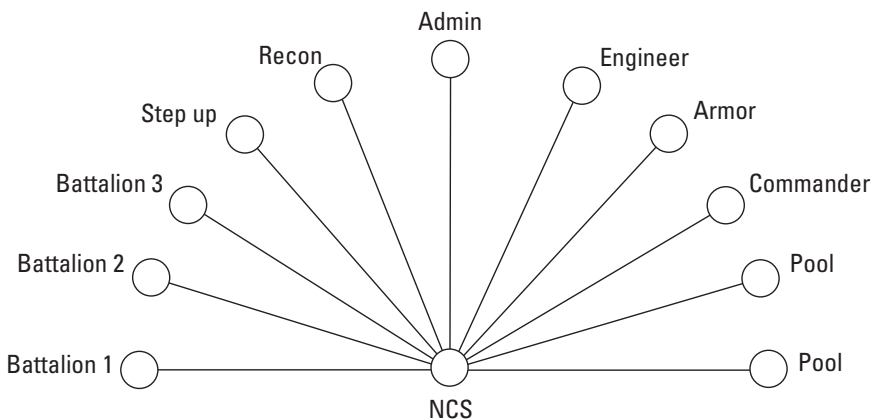 Admin
Recon
Engineer
Step up
Armor
Battalion 3
Commander
Battalion 2
Pool
Battalion 1
Pool
NCS